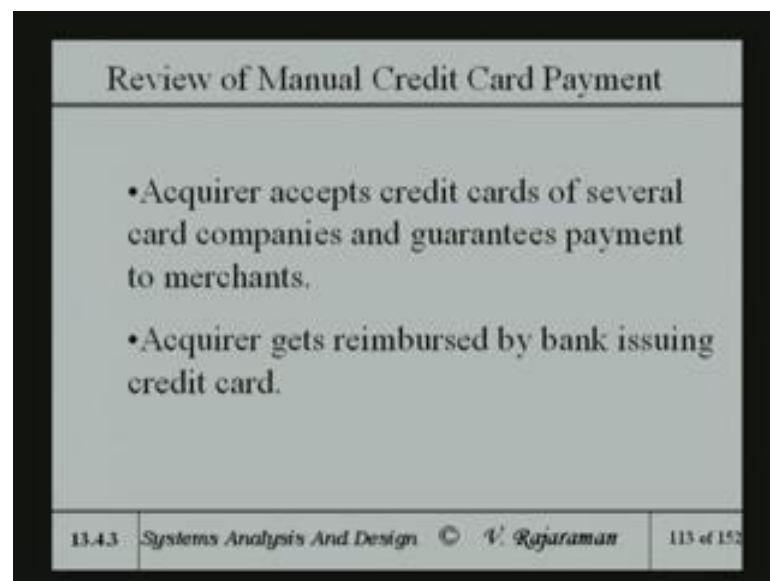 Review of Manual Credit Card Payment
•Acquirer accepts credit cards of several
card companies and guarantees payment
to merchants.
•Acquirer gets reimbursed by bank issuing
credit card.
13.4.3 Systems Analysis And Design © V. Rajaraman 113 of 152